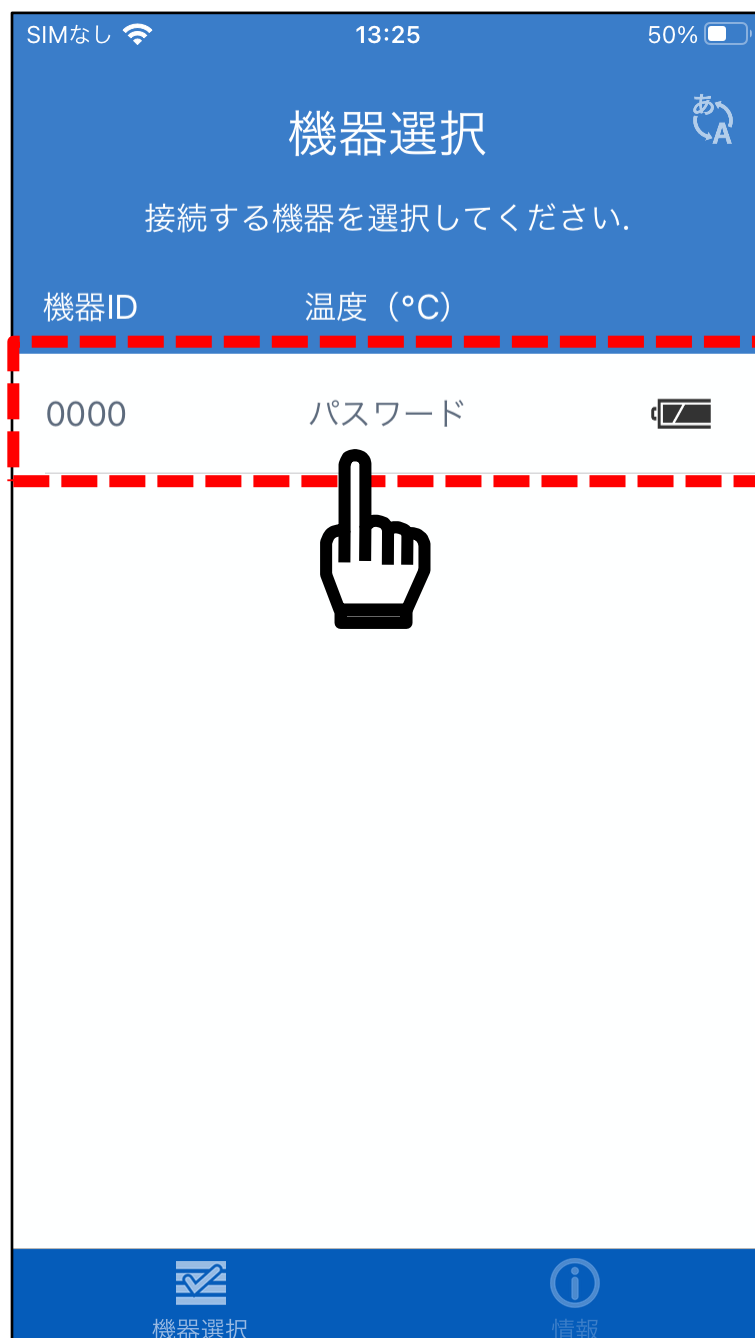 SIMなし 13:25 50%
あ
A
機器選択
接続する機器を選択してください.
機器ID 温度（°C）
0000 パスワード
機器選択 情報